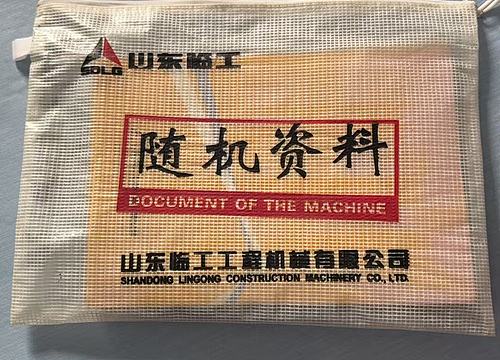 SDLG 山东临工
随机资料
DOCUMENT OF THE MACHINE
山东临工工程机械有限公司
SHANDONG LINGONG CONSTRUCTION MACHINERY CO., LTD.